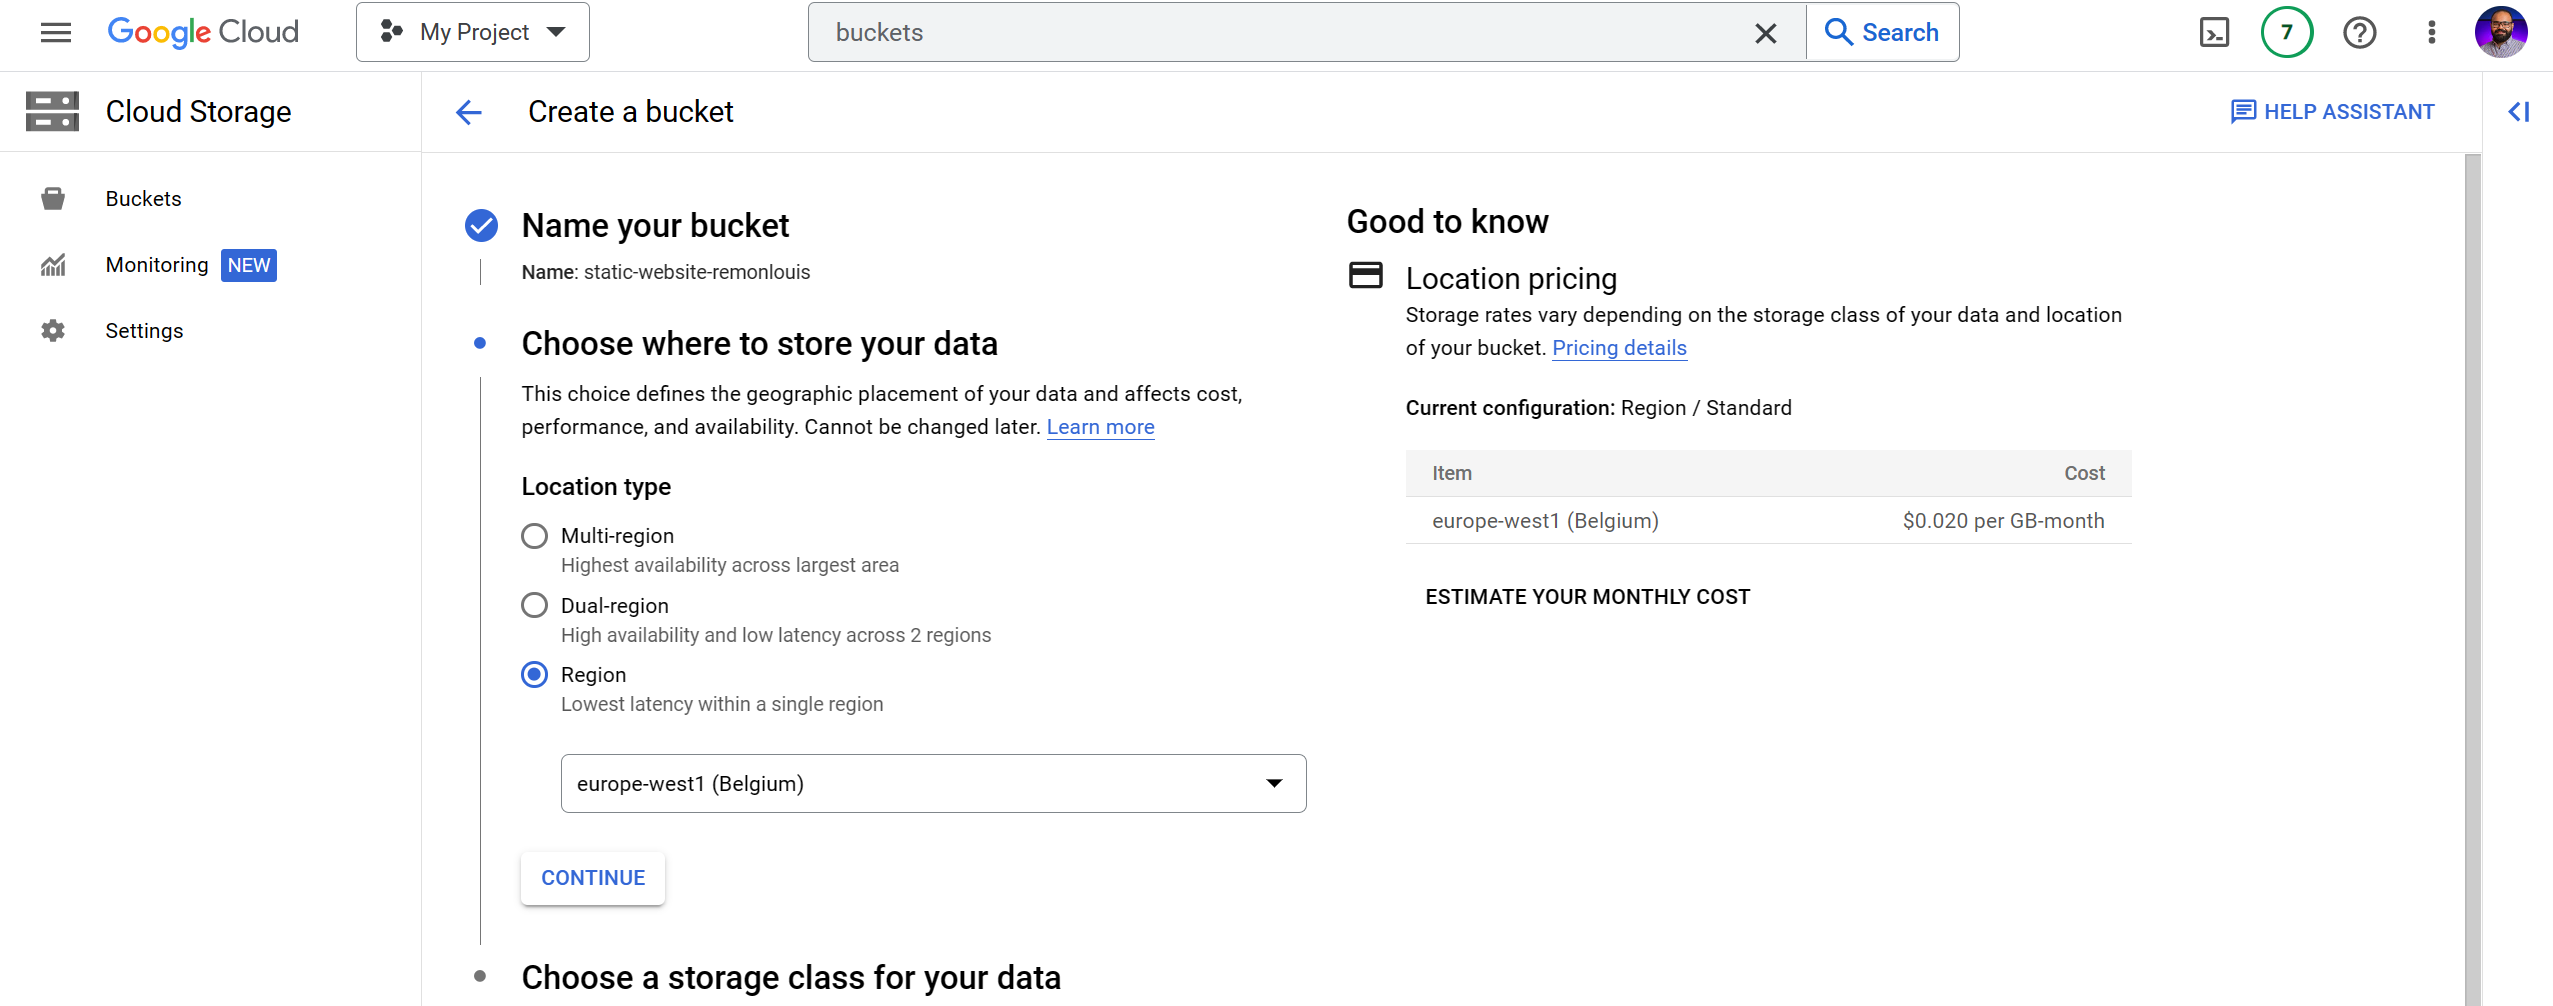 Google Cloud
My Project
buckets
Search
7
Cloud Storage
Create a bucket
HELP ASSISTANT
Buckets
Monitoring NEW
Settings
Name your bucket
Name: static-website-remonlouis
Choose where to store your data
This choice defines the geographic placement of your data and affects cost,
performance, and availability. Cannot be changed later. Learn more
Location type
Multi-region
Highest availability across largest area
Dual-region
High availability and low latency across 2 regions
Region
Lowest latency within a single region
europe-west1 (Belgium)
CONTINUE
Choose a storage class for your data
Good to know
Location pricing
Storage rates vary depending on the storage class of your data and location
of your bucket. Pricing details
Current configuration: Region / Standard
Item Cost
europe-west1 (Belgium) $0.020 per GB-month
ESTIMATE YOUR MONTHLY COST